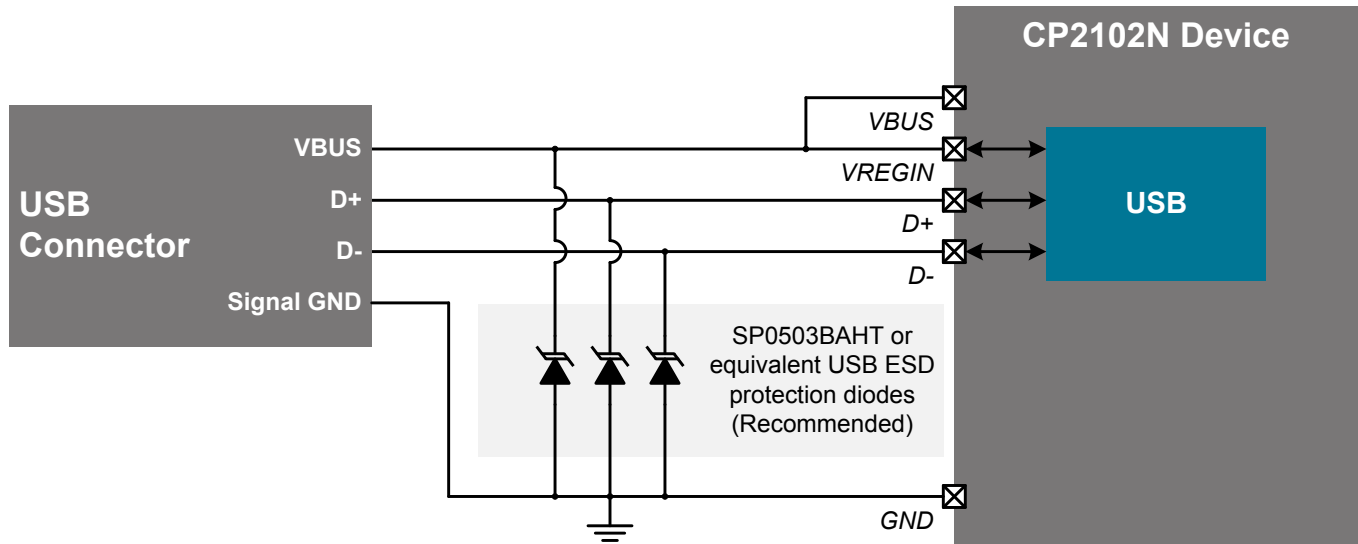 CP2102N Device
USB
Connector
VBUS
D+
D-
Signal GND
VBUS
VREGIN
D+
D-
USB
SP0503BAHT or
equivalent USB ESD
protection diodes
(Recommended)
GND